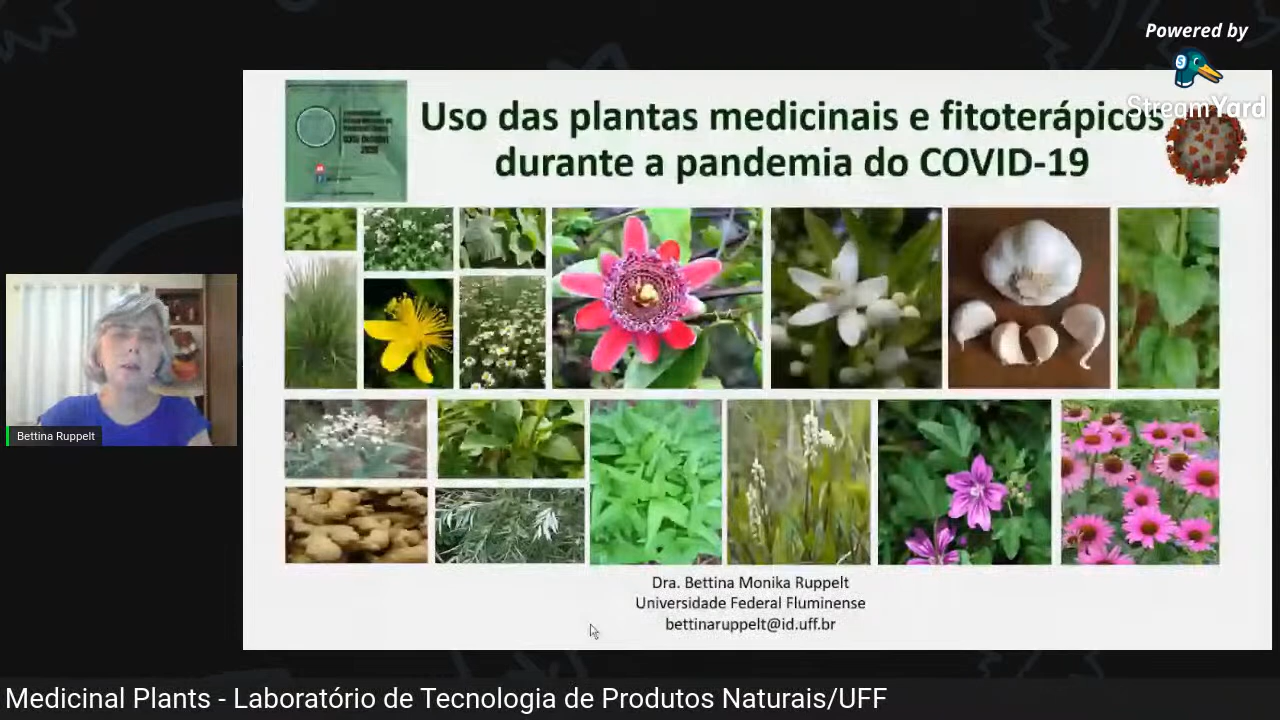 Powered by
StreamYard
Uso das plantas medicinais e fitoterápicos
durante a pandemia do COVID-19
Bettina Ruppelt
Dra. Bettina Monika Ruppelt
Universidade Federal Fluminense
bettinaruppelt@id.uff.br
Medicinal Plants - Laboratório de Tecnologia de Produtos Naturais/UFF